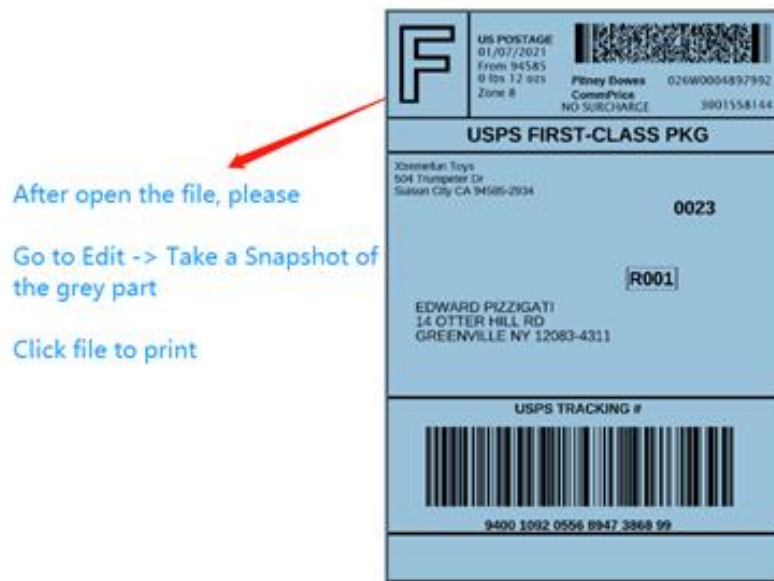 After open the file, please
Go to Edit -> Take a Snapshot of
the grey part
Click file to print
F
US POSTAGE
01/07/2021
From 94585
0 lbs 12 ozs
Zone 8
Pitney Bowes
CommPrice
NO SURCHARGE
026W0004897992
3001558144
USPS FIRST-CLASS PKG
Xonmefun Toys
504 Trumpeter Dr
Suisun City CA 94585-2934
0023
R001
EDWARD PIZZIGATI
14 OTTER HILL RD
GREENVILLE NY 12083-4311
USPS TRACKING #
9400 1092 0556 8947 3868 99